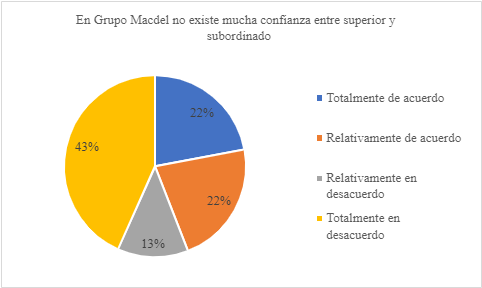 En Grupo Macdel no existe mucha confianza entre superior y
subordinado
22%
22%
13%
43%
Totalmente de acuerdo
Relativamente de acuerdo
Relativamente en
desacuerdo
Totalmente en
desacuerdo